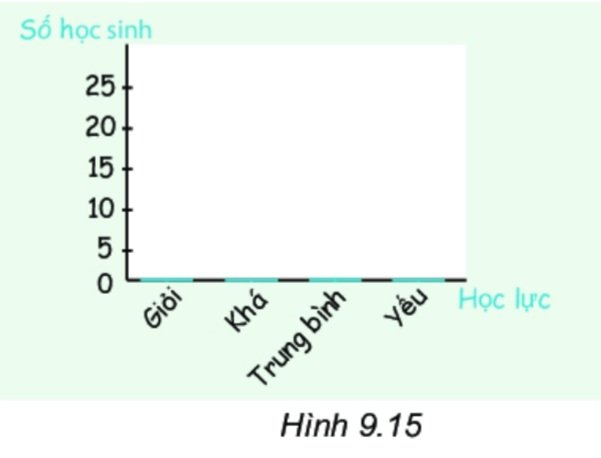 Số học sinh
25
20
15
10
5
0
Giỏi
Khá
Trung bình
Yếu
Học lực
Hình 9.15